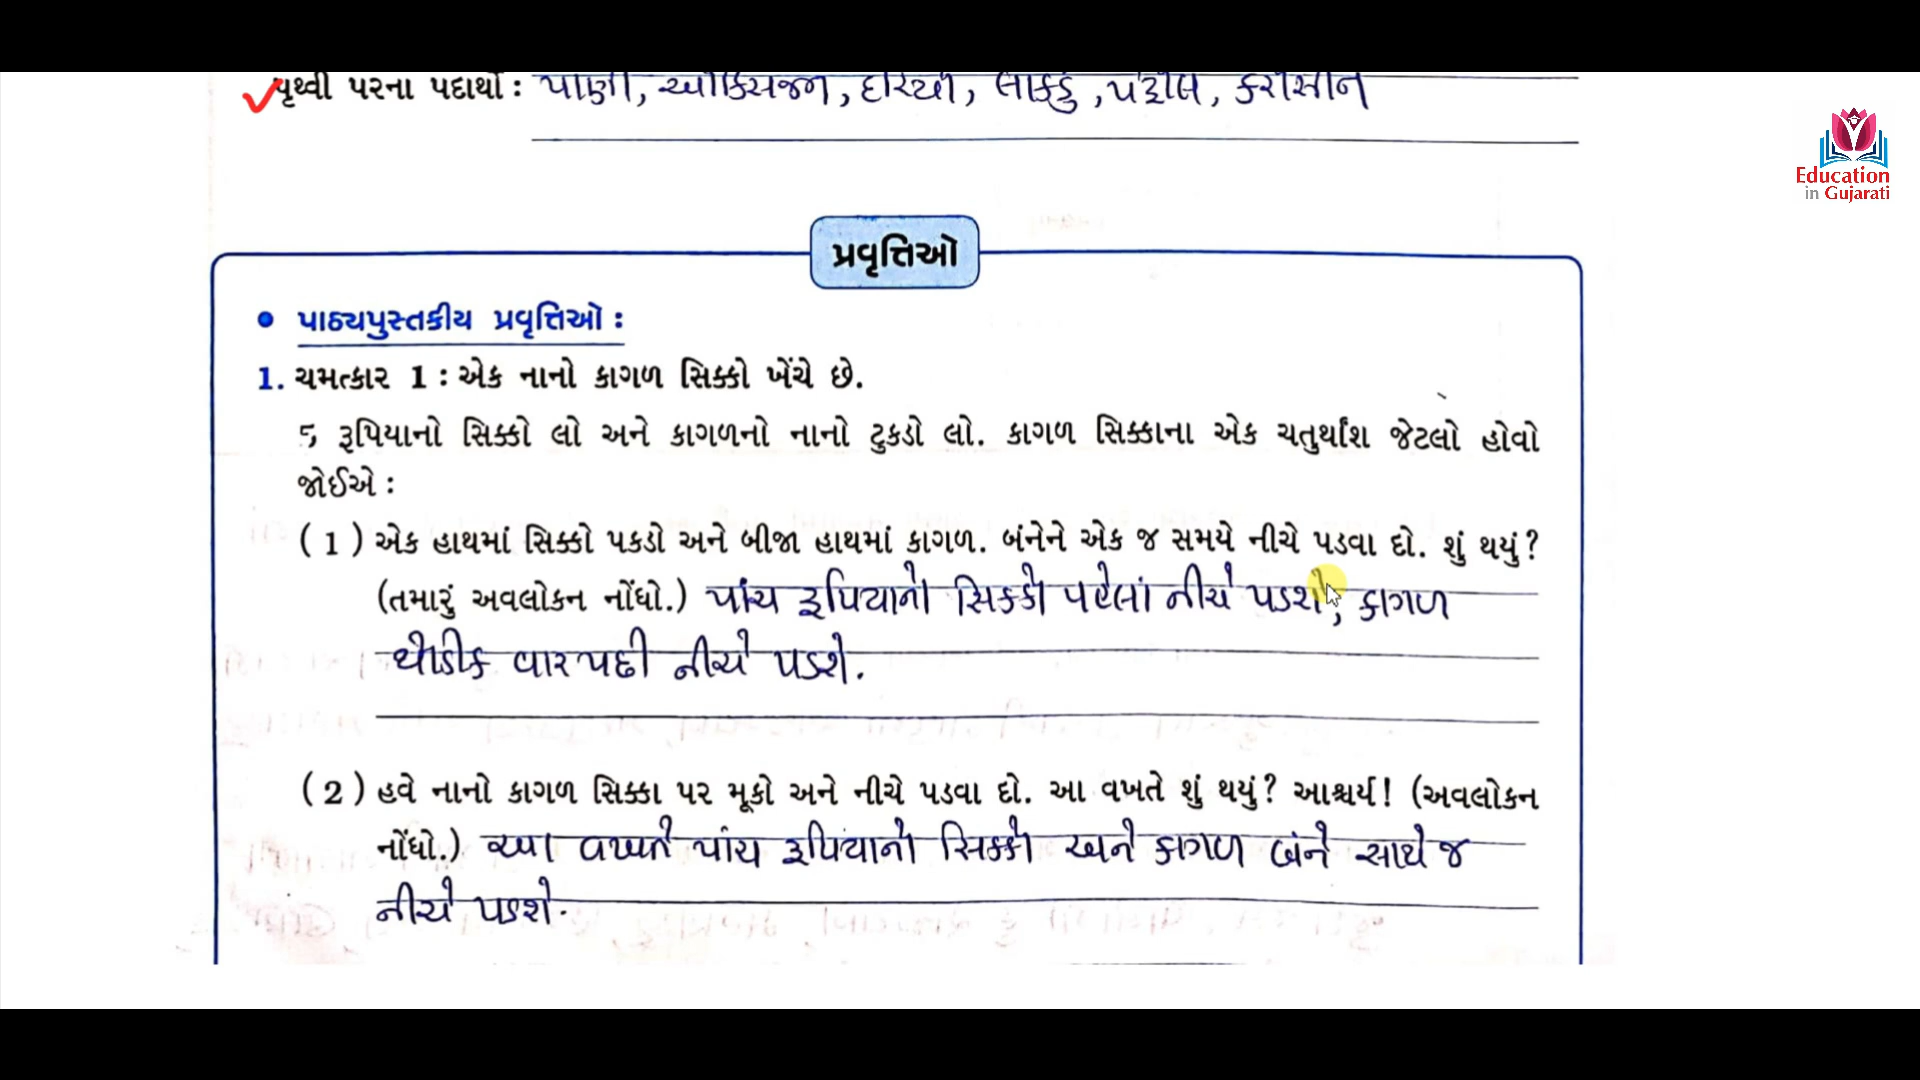 પૃથ્વી પરના પદાર્થો : પાણી, ઓક્સિજન, દરિયો, લાકડું, પેટ્રોલ, કેરોસીન
Education
in Gujarati
પ્રવૃત્તિઓ
• પાઠ્યપુસ્તકીય પ્રવૃત્તિઓ :
1. ચમત્કાર 1 : એક નાનો કાગળ સિક્કો ખેંચે છે.
5 રૂપિયાનો સિક્કો લો અને કાગળનો નાનો ટુકડો લો. કાગળ સિક્કાના એક ચતુર્થાંશ જેટલો હોવો
જોઈએ :
(1) એક હાથમાં સિક્કો પકડો અને બીજા હાથમાં કાગળ. બંનેને એક જ સમયે નીચે પડવા દો. શું થયું?
(તમારું અવલોકન નોંધો.) પાંચ રૂપિયાનો સિક્કો પહેલાં નીચે પડશે, કાગળ
થોડીક વાર પછી નીચે પડશે.
(2) હવે નાનો કાગળ સિક્કા પર મૂકો અને નીચે પડવા દો. આ વખતે શું થયું? આશ્ચર્ય! (અવલોકન
નોંધો.) આ વખતે પાંચ રૂપિયાનો સિક્કો અને કાગળ બંને સાથે જ
નીચે પડશે.